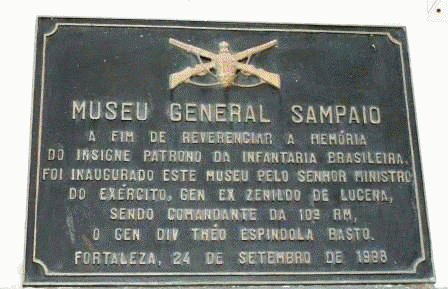 MUSEU GENERAL SAMPAIO
A FIM DE REVERENCIAR A MEMÓRIA
DO INSIGNE PATRONO DA INFANTARIA BRASILEIRA.
FOI INAUGURADO ESTE MUSEU PELO SENHOR MINISTRO
DO EXÉRCITO, GEN EX ZENILDO DE LUCENA,
SENDO COMANDANTE DA 10ª RM,
O GEN DIV THÉO ESPINDOLA BASTO.
FORTALEZA, 24 DE SETEMBRO DE 1998